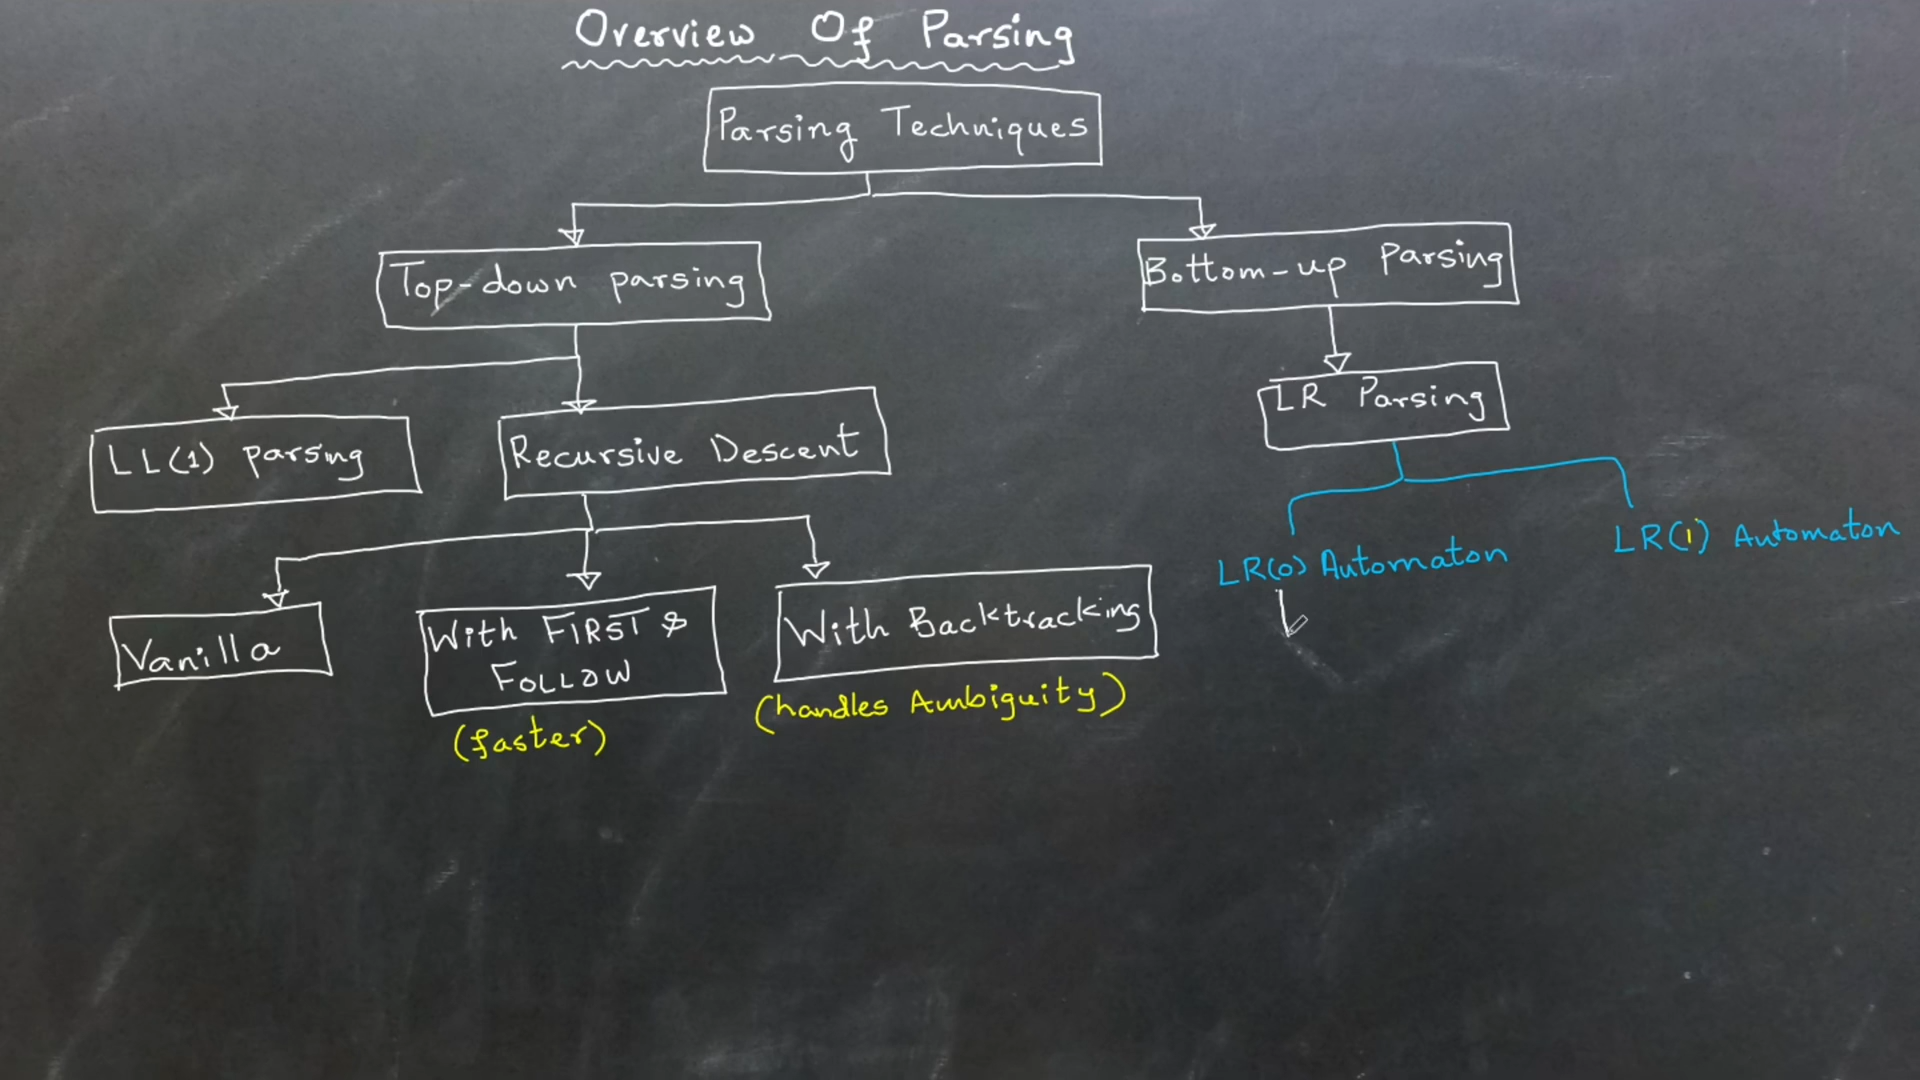 Overview Of Parsing
Parsing Techniques
Top-down parsing
Bottom-up Parsing
LL(1) parsing
Recursive Descent
LR Parsing
LR(0) Automaton
LR(1) Automaton
Vanilla
With FIRST &
FOLLOW
(faster)
With Backtracking
(handles Ambiguity)